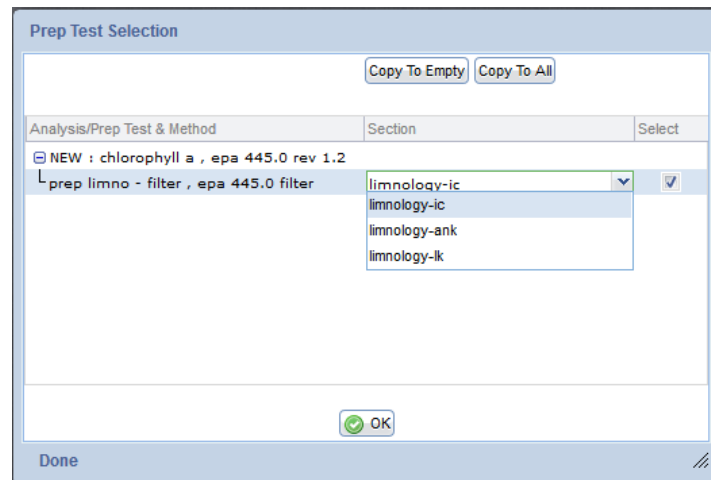 Prep Test Selection
Copy To Empty Copy To All
Analysis/Prep Test & Method Section Select
NEW : chlorophyll a , epa 445.0 rev 1.2
prep limno - filter , epa 445.0 filter limnology-ic
limnology-ic
limnology-ank
limnology-lk
OK
Done